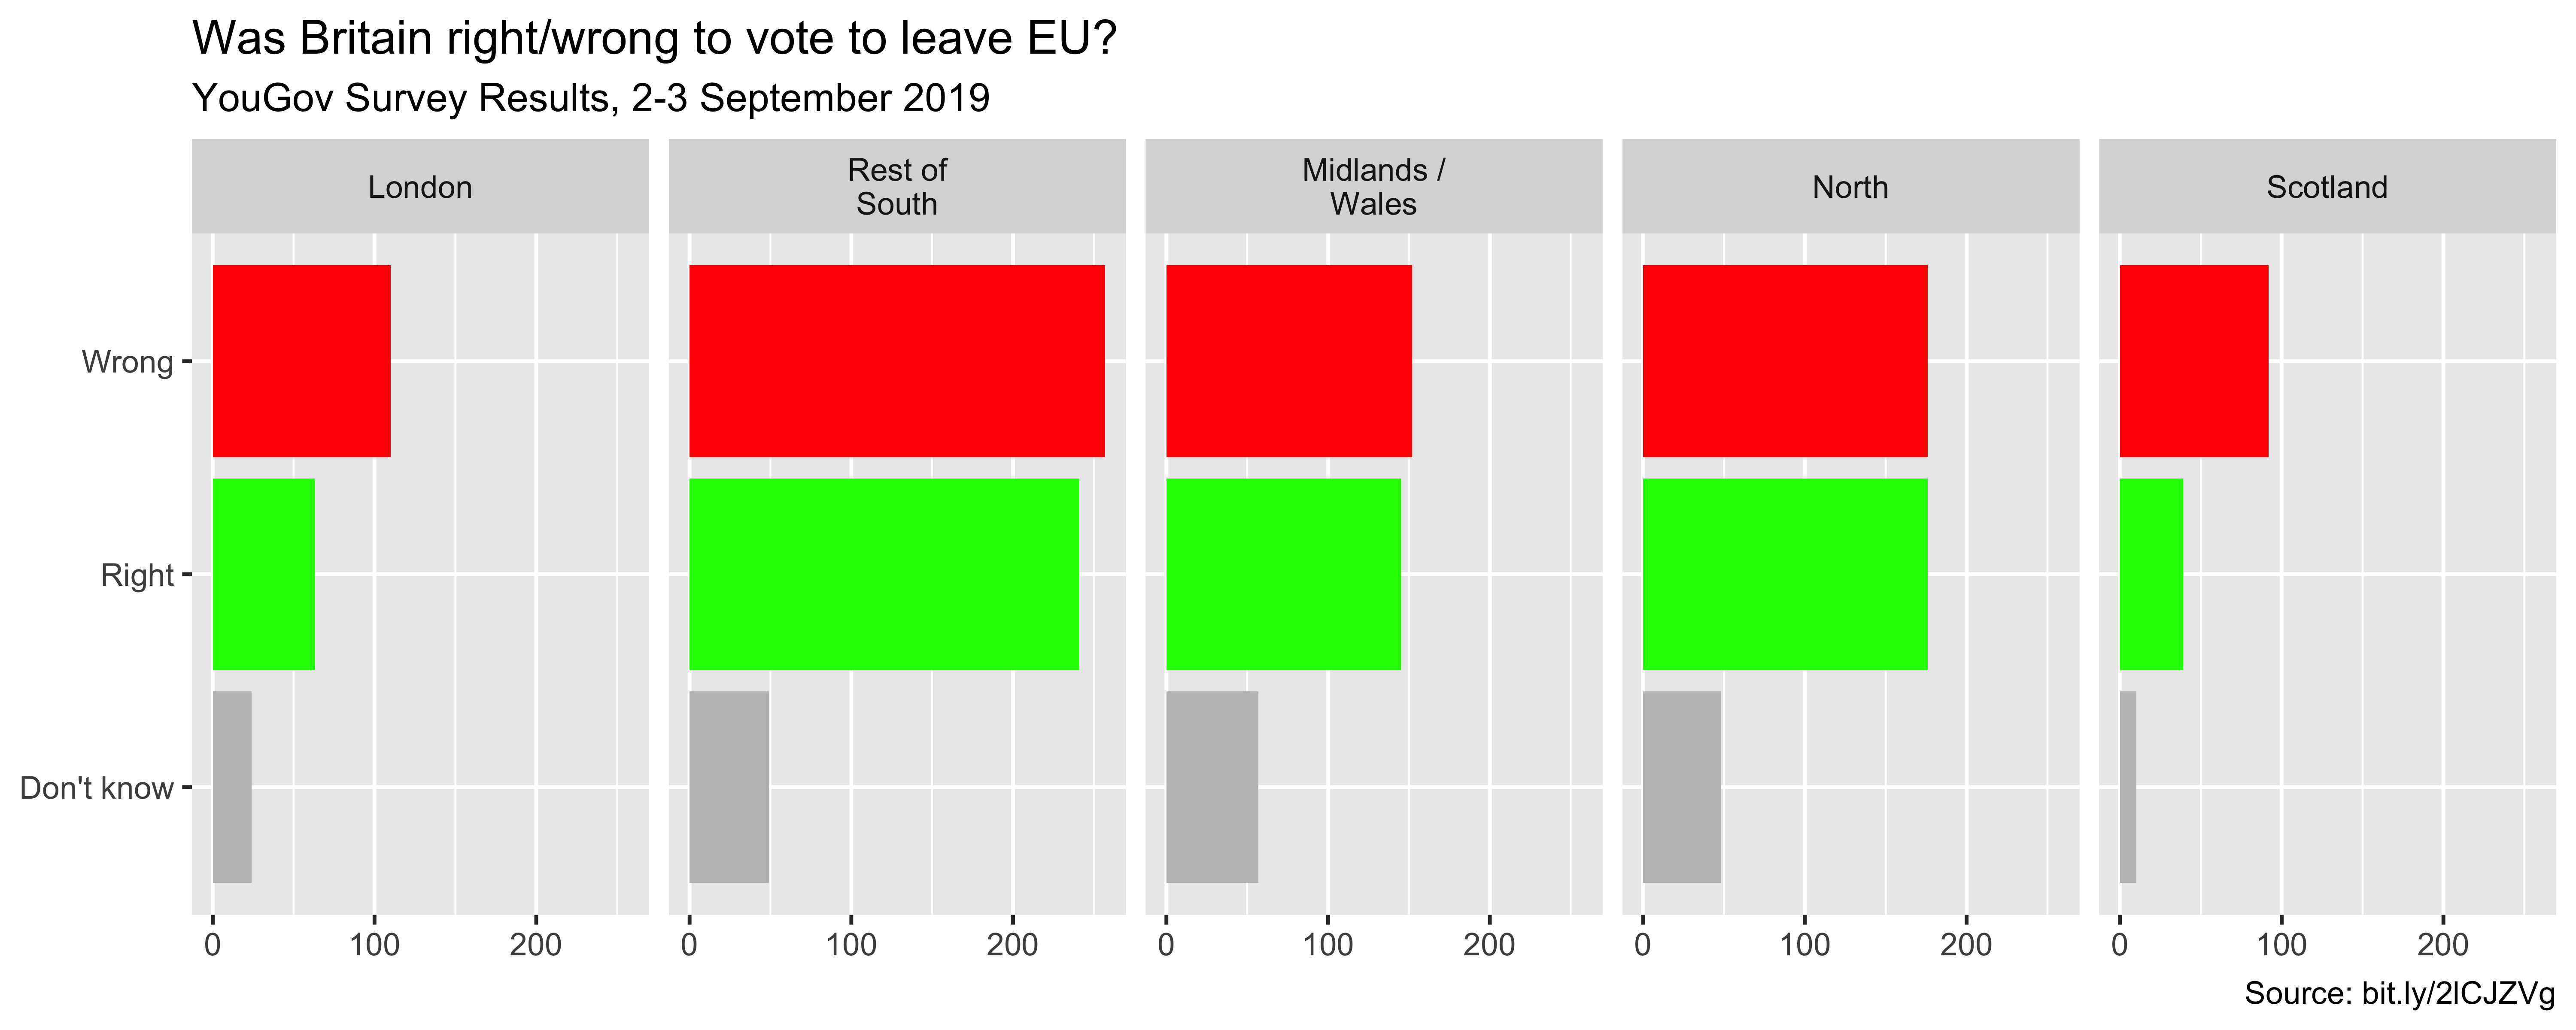 Was Britain right/wrong to vote to leave EU?
YouGov Survey Results, 2-3 September 2019
London
Rest of
South
Midlands /
Wales
North
Scotland
Wrong
Right
Don't know
0 100 200
0 100 200
0 100 200
0 100 200
0 100 200
Source: bit.ly/2lCJZVg